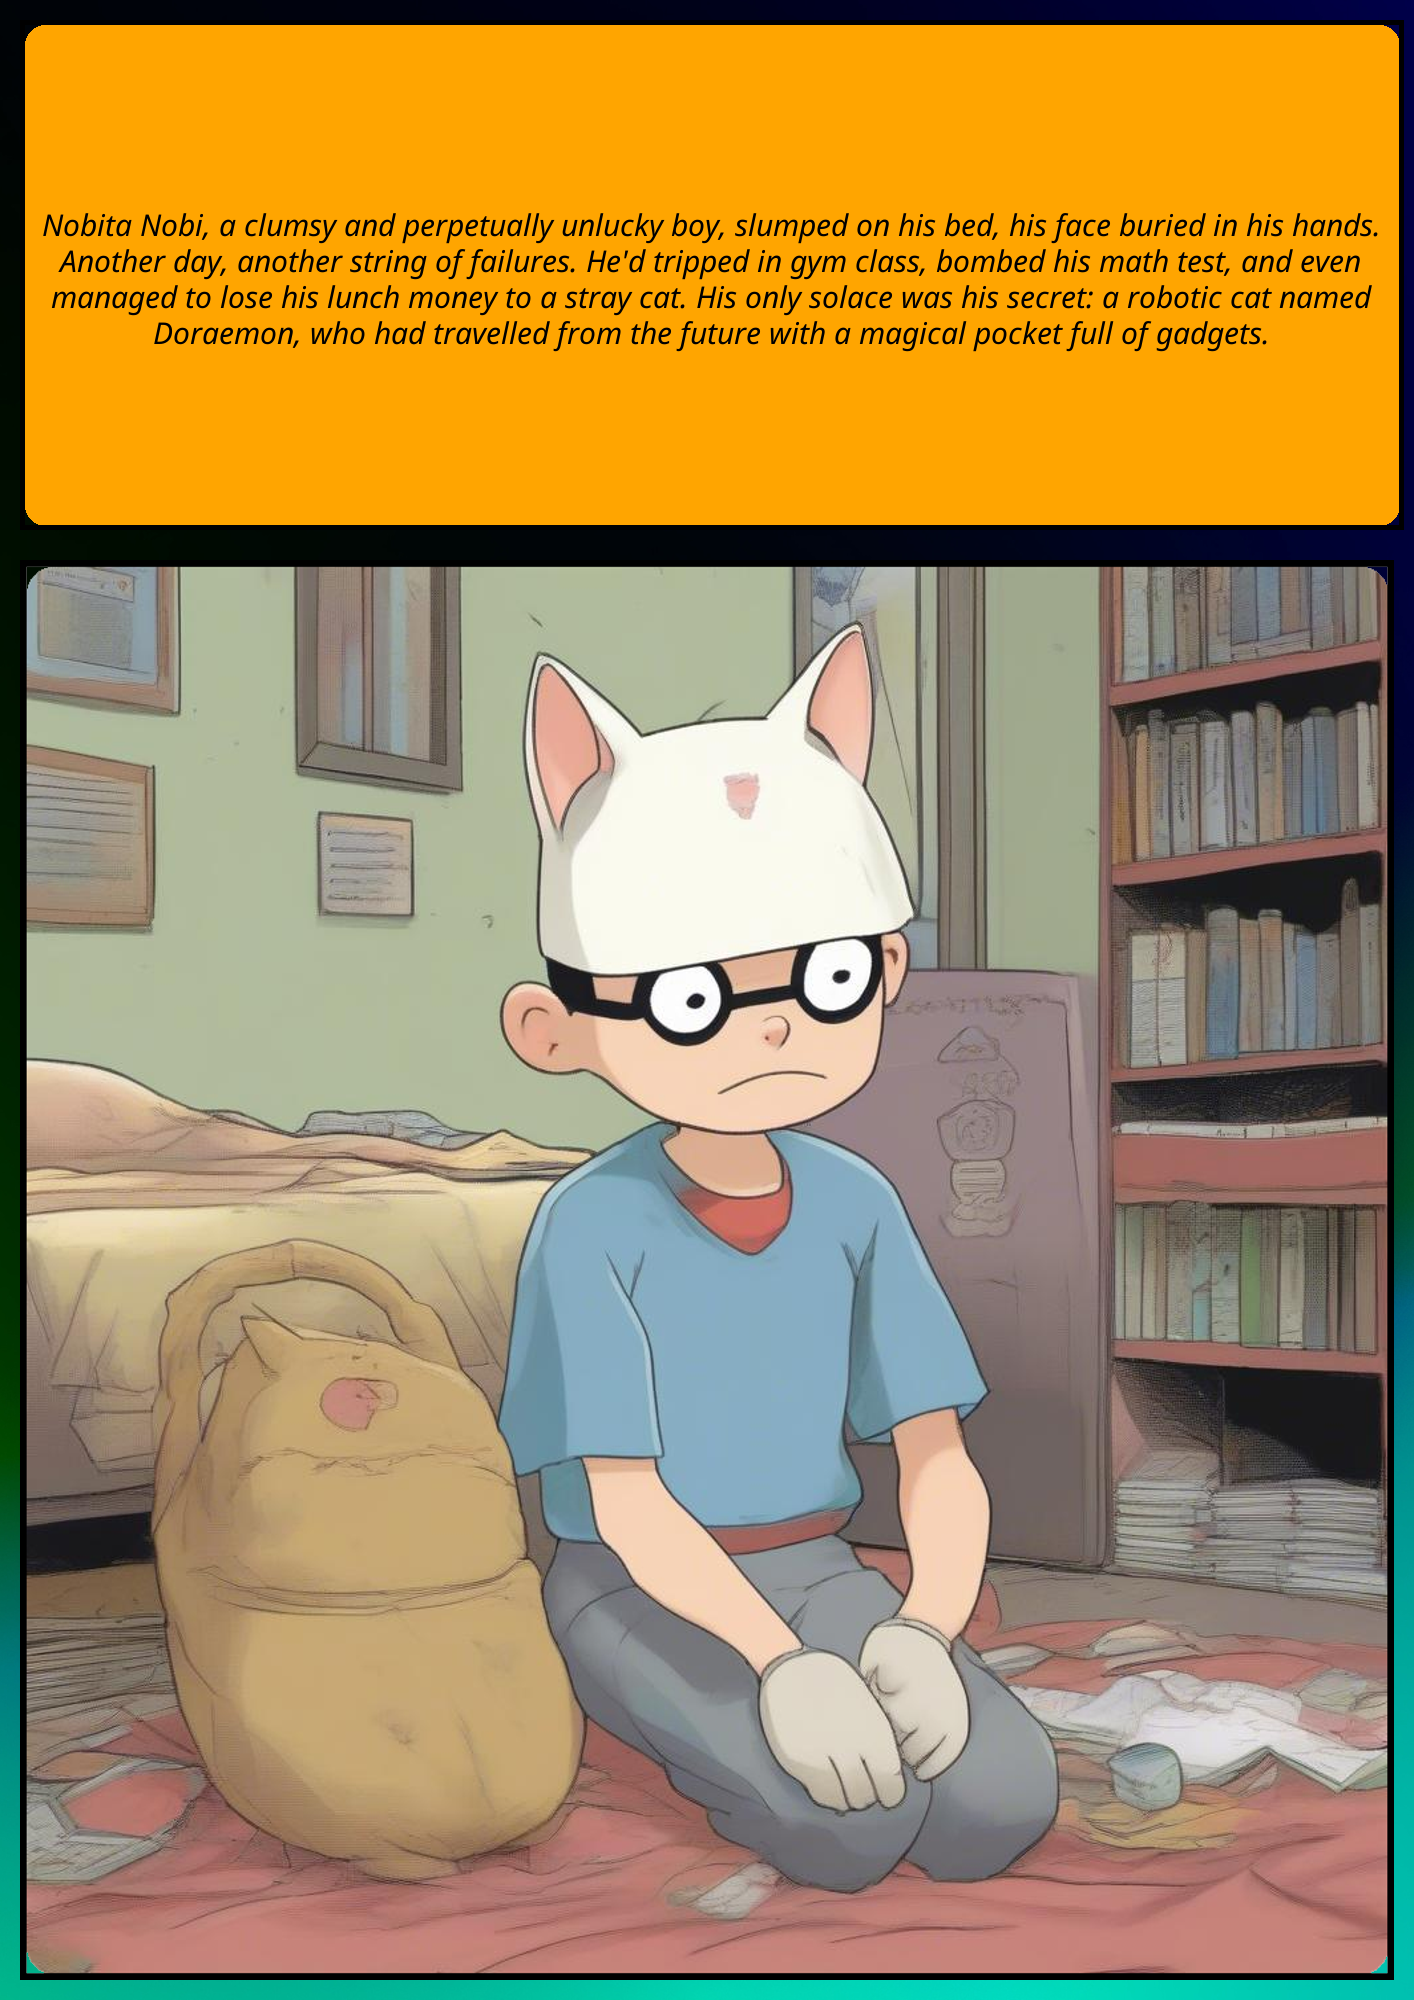 Nobita Nobi, a clumsy and perpetually unlucky boy, slumped on his bed, his face buried in his hands.
Another day, another string of failures. He'd tripped in gym class, bombed his math test, and even
managed to lose his lunch money to a stray cat. His only solace was his secret: a robotic cat named
Doraemon, who had travelled from the future with a magical pocket full of gadgets.